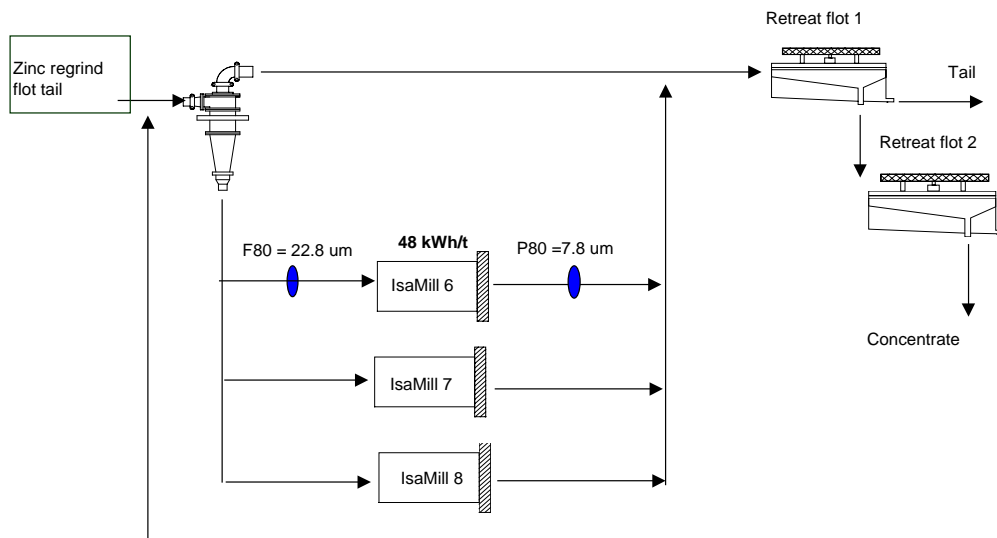 Retreat flot 1
Zinc regrind
flot tail
Tail
Retreat flot 2
48 kWh/t
F80 = 22.8 um
P80 =7.8 um
IsaMill 6
Concentrate
IsaMill 7
IsaMill 8